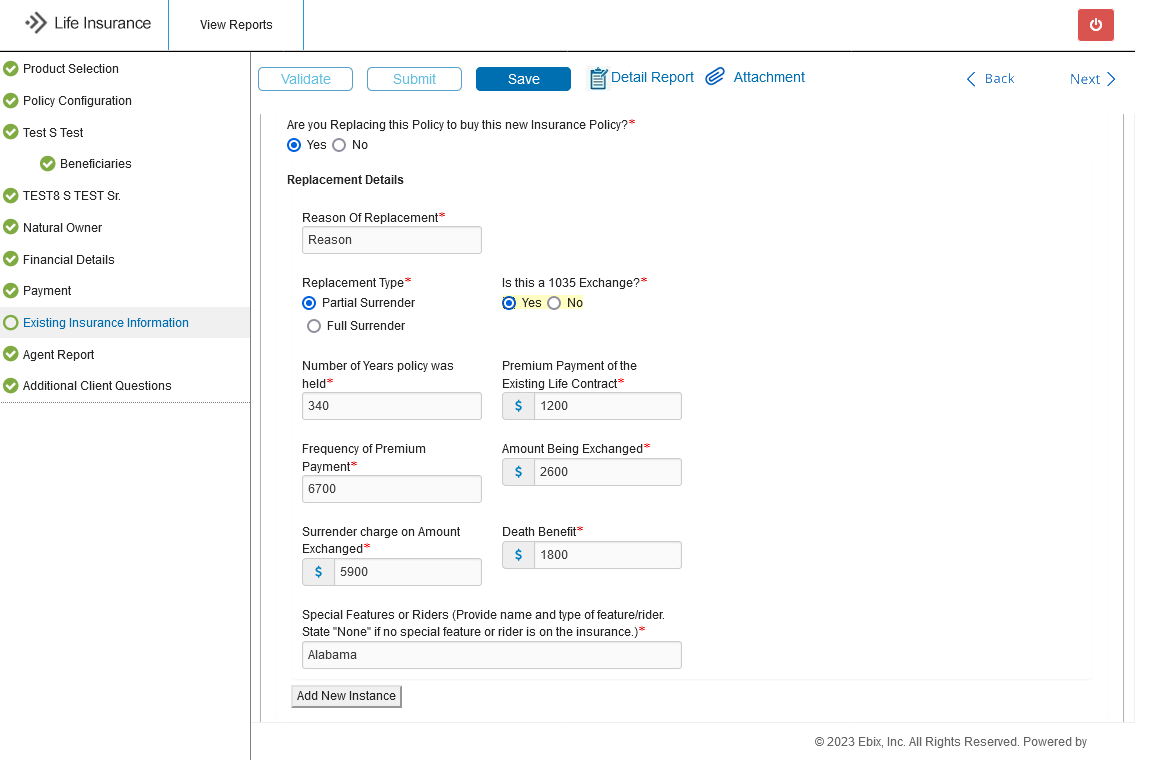 Life Insurance
View Reports
Product Selection
Policy Configuration
Test S Test
Beneficiaries
TEST8 S TEST Sr.
Natural Owner
Financial Details
Payment
Existing Insurance Information
Agent Report
Additional Client Questions
Validate
Submit
Save
Detail Report
Attachment
Back
Next
Are you Replacing this Policy to buy this new Insurance Policy?*
Yes No
Replacement Details
Reason Of Replacement*
Reason
Replacement Type*
Partial Surrender
Full Surrender
Is this a 1035 Exchange?*
Yes No
Number of Years policy was
held*
340
Premium Payment of the
Existing Life Contract*
$ 1200
Frequency of Premium
Payment*
6700
Amount Being Exchanged*
$ 2600
Surrender charge on Amount
Exchanged*
$ 5900
Death Benefit*
$ 1800
Special Features or Riders (Provide name and type of feature/rider.
State "None" if no special feature or rider is on the insurance.)*
Alabama
Add New Instance
© 2023 Ebix, Inc. All Rights Reserved. Powered by